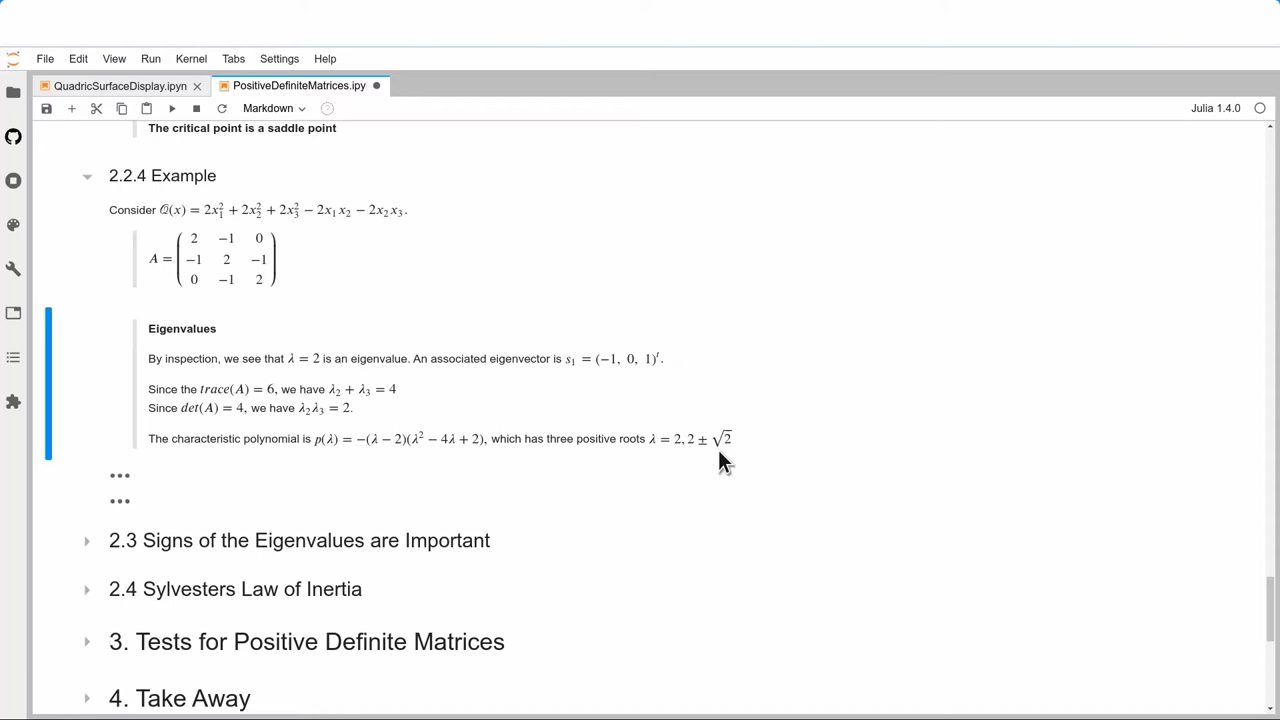 File Edit View Run Kernel Tabs Settings Help
QuadricSurfaceDisplay.ipyn × PositiveDefiniteMatrices.ipy
Markdown Julia 1.4.0
The critical point is a saddle point
2.2.4 Example
Consider 𝒬(x) = 2x₁² + 2x₂² + 2x₃² − 2x₁x₂ − 2x₂x₃.
2 −1 0
A = −1 2 −1
0 −1 2
Eigenvalues
By inspection, we see that λ = 2 is an eigenvalue. An associated eigenvector is s₁ = (−1, 0, 1)ᵗ.
Since the trace(A) = 6, we have λ₂ + λ₃ = 4
Since det(A) = 4, we have λ₂λ₃ = 2.
The characteristic polynomial is p(λ) = −(λ − 2)(λ² − 4λ + 2), which has three positive roots λ = 2, 2 ± √2
2.3 Signs of the Eigenvalues are Important
2.4 Sylvesters Law of Inertia
3. Tests for Positive Definite Matrices
4. Take Away